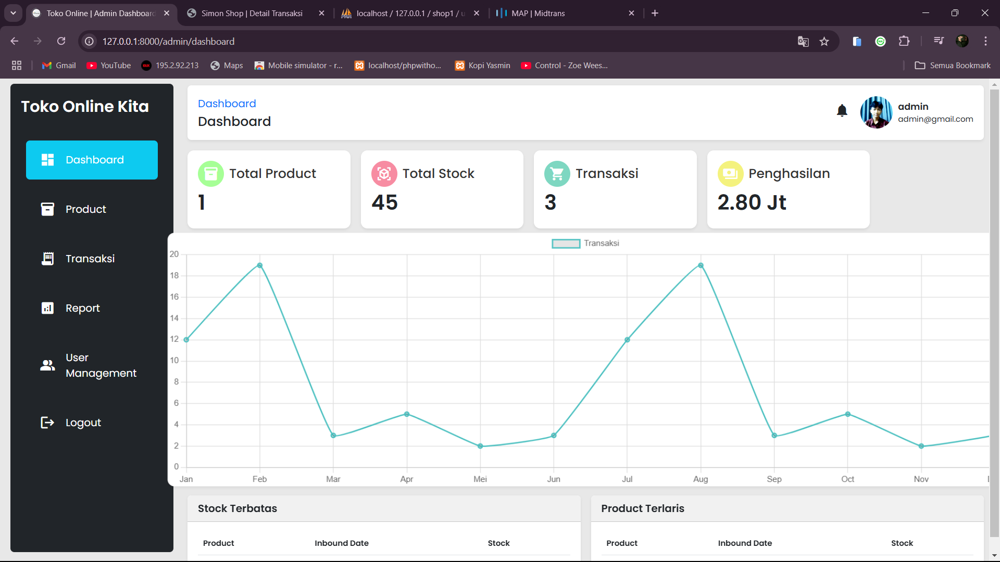 Toko Online | Admin Dashboard
Simon Shop | Detail Transaksi
localhost / 127.0.0.1 / shop1 / u
MAP | Midtrans
127.0.0.1:8000/admin/dashboard
Gmail
YouTube
195.2.92.213
Maps
Mobile simulator - r...
localhost/phpwitho...
Kopi Yasmin
Control - Zoe Wees...
Semua Bookmark
Toko Online Kita
Dashboard
Product
Transaksi
Report
User
Management
Logout
Dashboard
Dashboard
admin
admin@gmail.com
Total Product
1
Total Stock
45
Transaksi
3
Penghasilan
2.80 Jt
Transaksi
20
18
16
14
12
10
8
6
4
2
0
Jan Feb Mar Apr Mei Jun Jul Aug Sep Oct Nov
Stock Terbatas
Product Inbound Date Stock
Product Terlaris
Product Inbound Date Stock